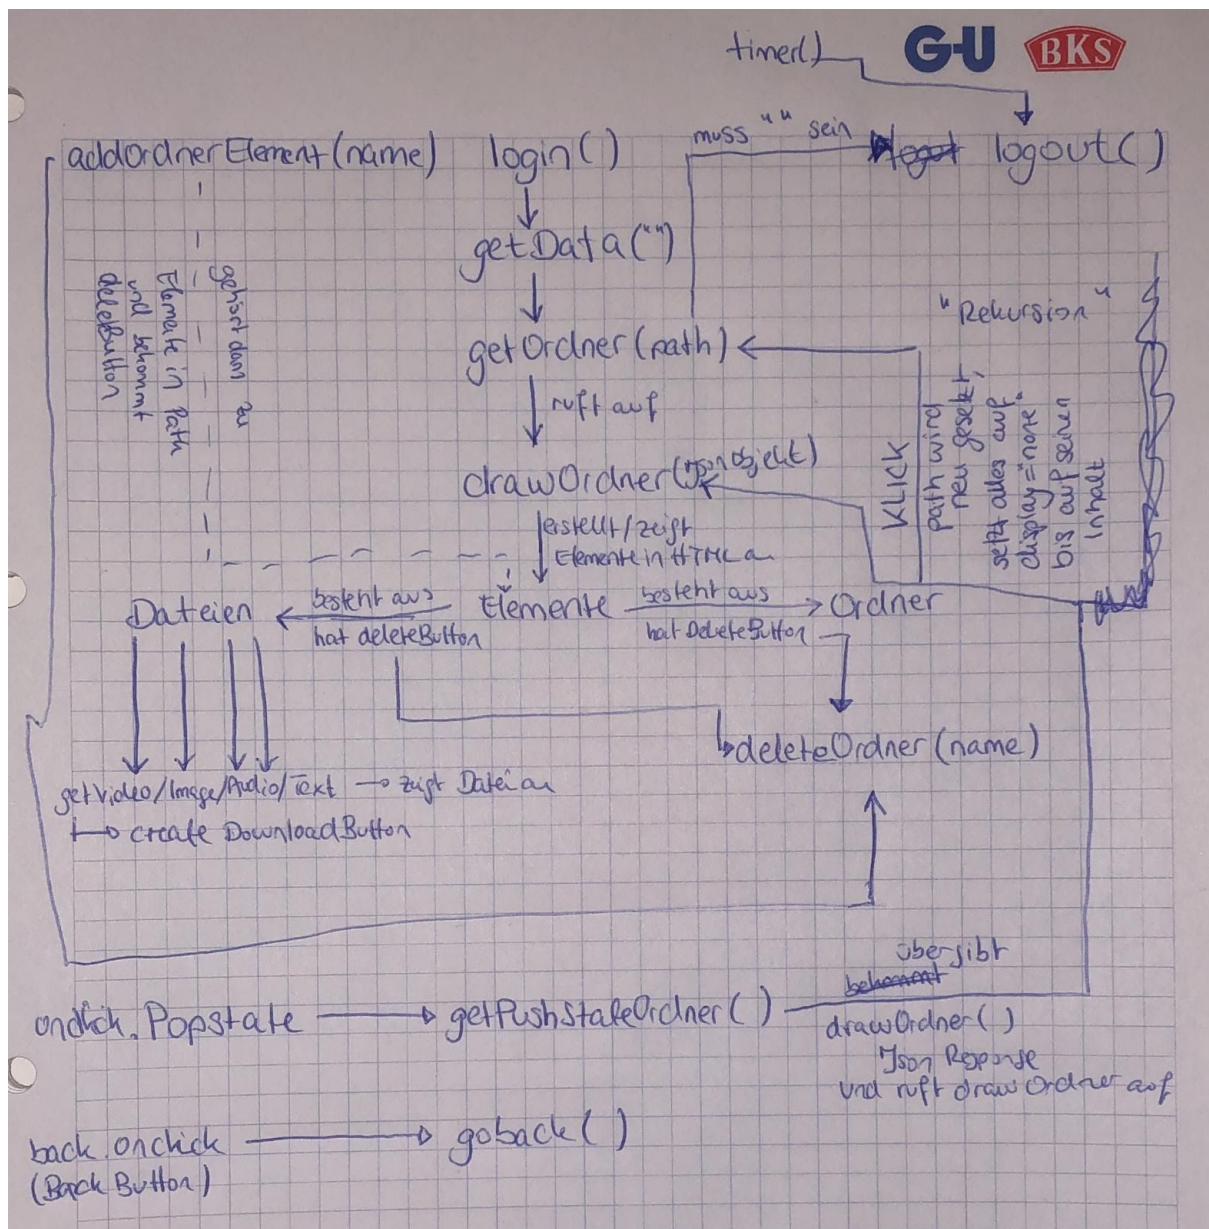 timer()
G-U BKS
addOrdnerElement(name)
login()
muss "" sein
logout()
getData("")
getOrdner(path)
"Rekursion"
gehört dann zu
Elemente in Path
und bekommt
deleteButton
ruft auf
drawOrdner(Json objekt)
KLICK
path wird
neu gesetzt,
setzt alles auf
display="none"
bis auf seinen
Inhalt
erstellt/zeigt
Elemente in HTML an
Dateien
besteht aus
hat deleteButton
Elemente
besteht aus
hat DeleteButton
Ordner
deleteOrdner(name)
getVideo/Image/Audio/Text → zeigt Datei an
↦ create DownloadButton
übergibt
bekommt
onclick.Popstate → getPushStateOrdner()
drawOrdner()
Json Reponse
und ruft drawOrdner auf
back.onclick → goback()
(Back Button)